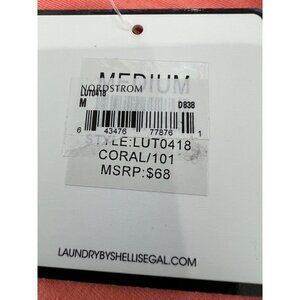 MEDIUM
NORDSTROM
LUT0418
M D838
6 43476 77876 1
STYLE:LUT0418
CORAL/101
MSRP:$68
LAUNDRYBYSHELLISEGAL.COM